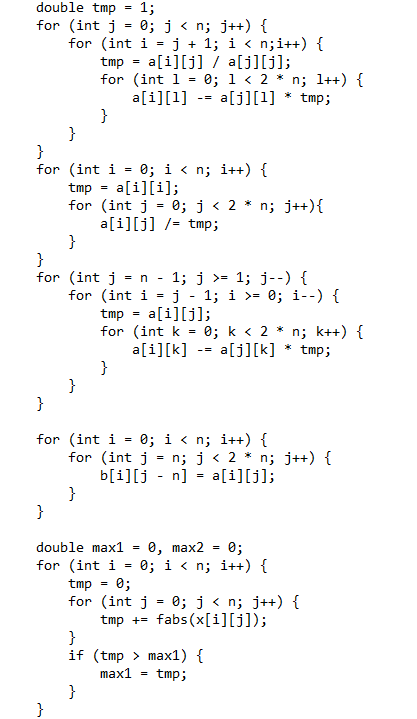 double tmp = 1;
for (int j = 0; j < n; j++) {
    for (int i = j + 1; i < n;i++) {
        tmp = a[i][j] / a[j][j];
        for (int l = 0; l < 2 * n; l++) {
            a[i][l] -= a[j][l] * tmp;
        }
    }
}
for (int i = 0; i < n; i++) {
    tmp = a[i][i];
    for (int j = 0; j < 2 * n; j++){
        a[i][j] /= tmp;
    }
}
for (int j = n - 1; j >= 1; j--) {
    for (int i = j - 1; i >= 0; i--) {
        tmp = a[i][j];
        for (int k = 0; k < 2 * n; k++) {
            a[i][k] -= a[j][k] * tmp;
        }
    }
}

for (int i = 0; i < n; i++) {
    for (int j = n; j < 2 * n; j++) {
        b[i][j - n] = a[i][j];
    }
}

double max1 = 0, max2 = 0;
for (int i = 0; i < n; i++) {
    tmp = 0;
    for (int j = 0; j < n; j++) {
        tmp += fabs(x[i][j]);
    }
    if (tmp > max1) {
        max1 = tmp;
    }
}